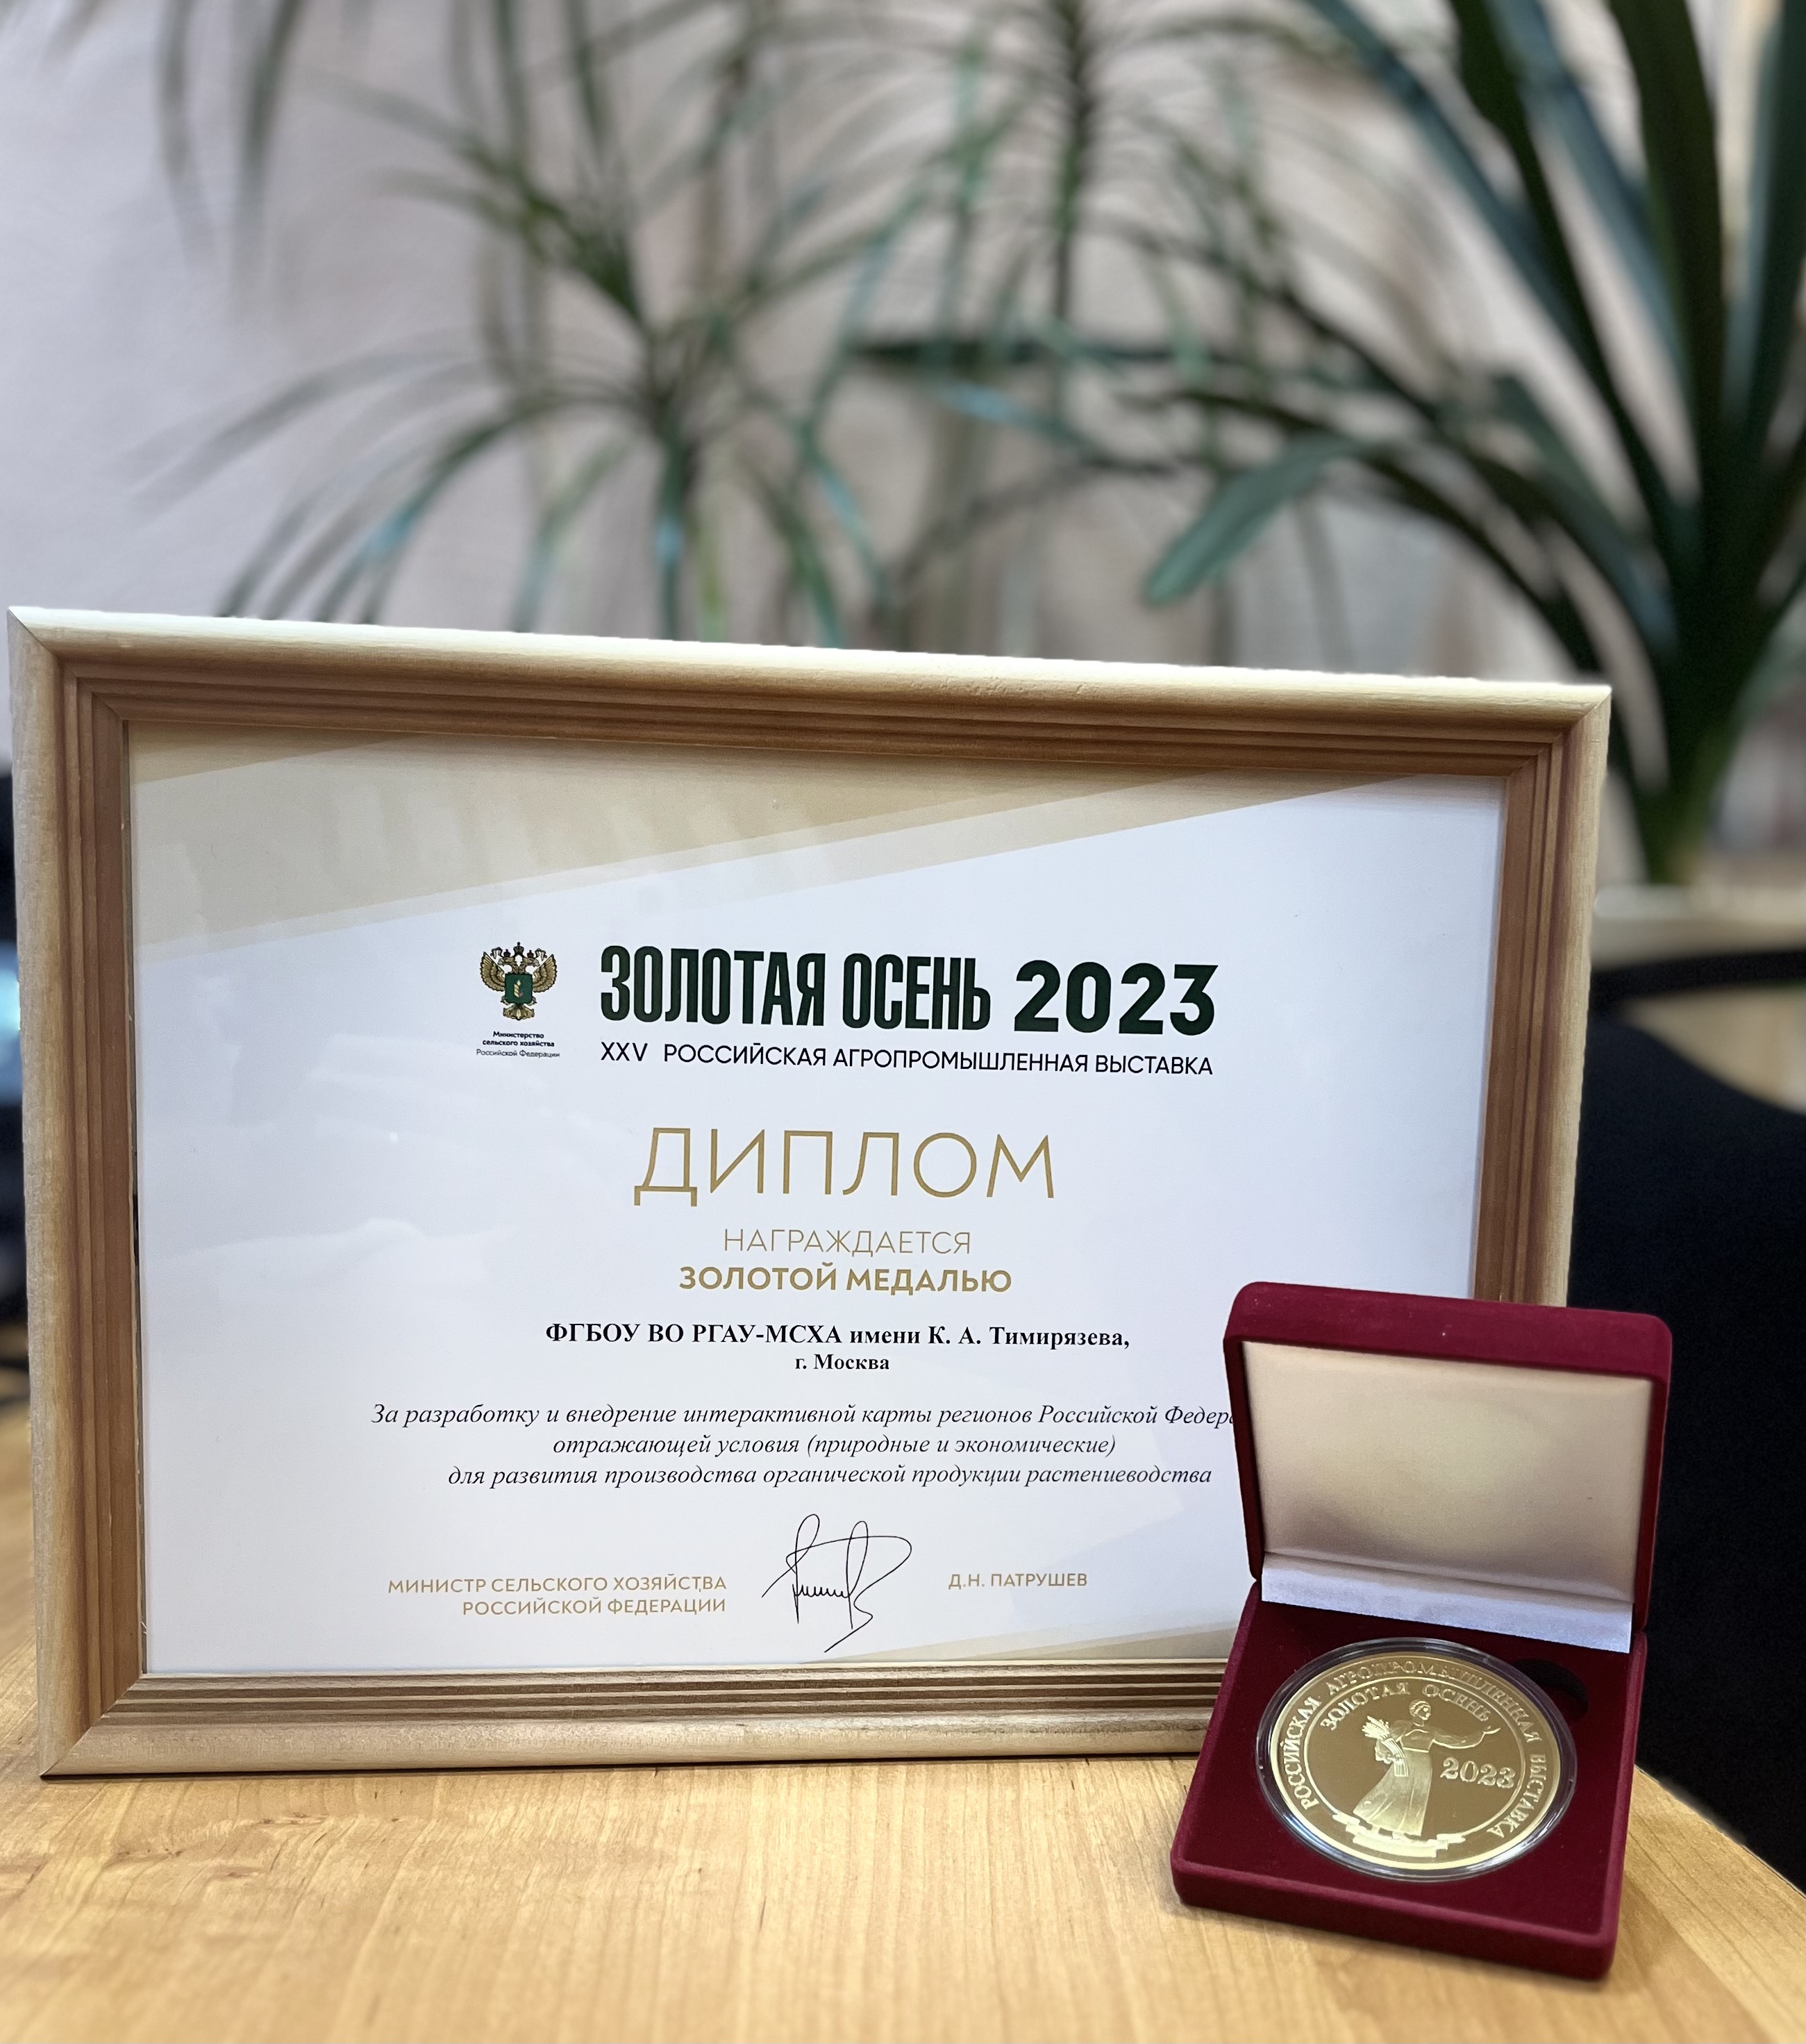 Министерство
сельского хозяйства
Российской Федерации
ЗОЛОТАЯ ОСЕНЬ 2023
XXV РОССИЙСКАЯ АГРОПРОМЫШЛЕННАЯ ВЫСТАВКА
ДИПЛОМ
НАГРАЖДАЕТСЯ
ЗОЛОТОЙ МЕДАЛЬЮ
ФГБОУ ВО РГАУ-МСХА имени К. А. Тимирязева,
г. Москва
За разработку и внедрение интерактивной карты регионов Российской
отражающей условия (природные и экономические)
для развития производства органической продукции растениеводства
МИНИСТР СЕЛЬСКОГО ХОЗЯЙСТВА
РОССИЙСКОЙ ФЕДЕРАЦИИ
Д.Н. ПАТРУШЕВ
РОССИЙСКАЯ АГРОПРОМЫШЛЕННАЯ ВЫСТАВКА
ЗОЛОТАЯ ОСЕНЬ
2023